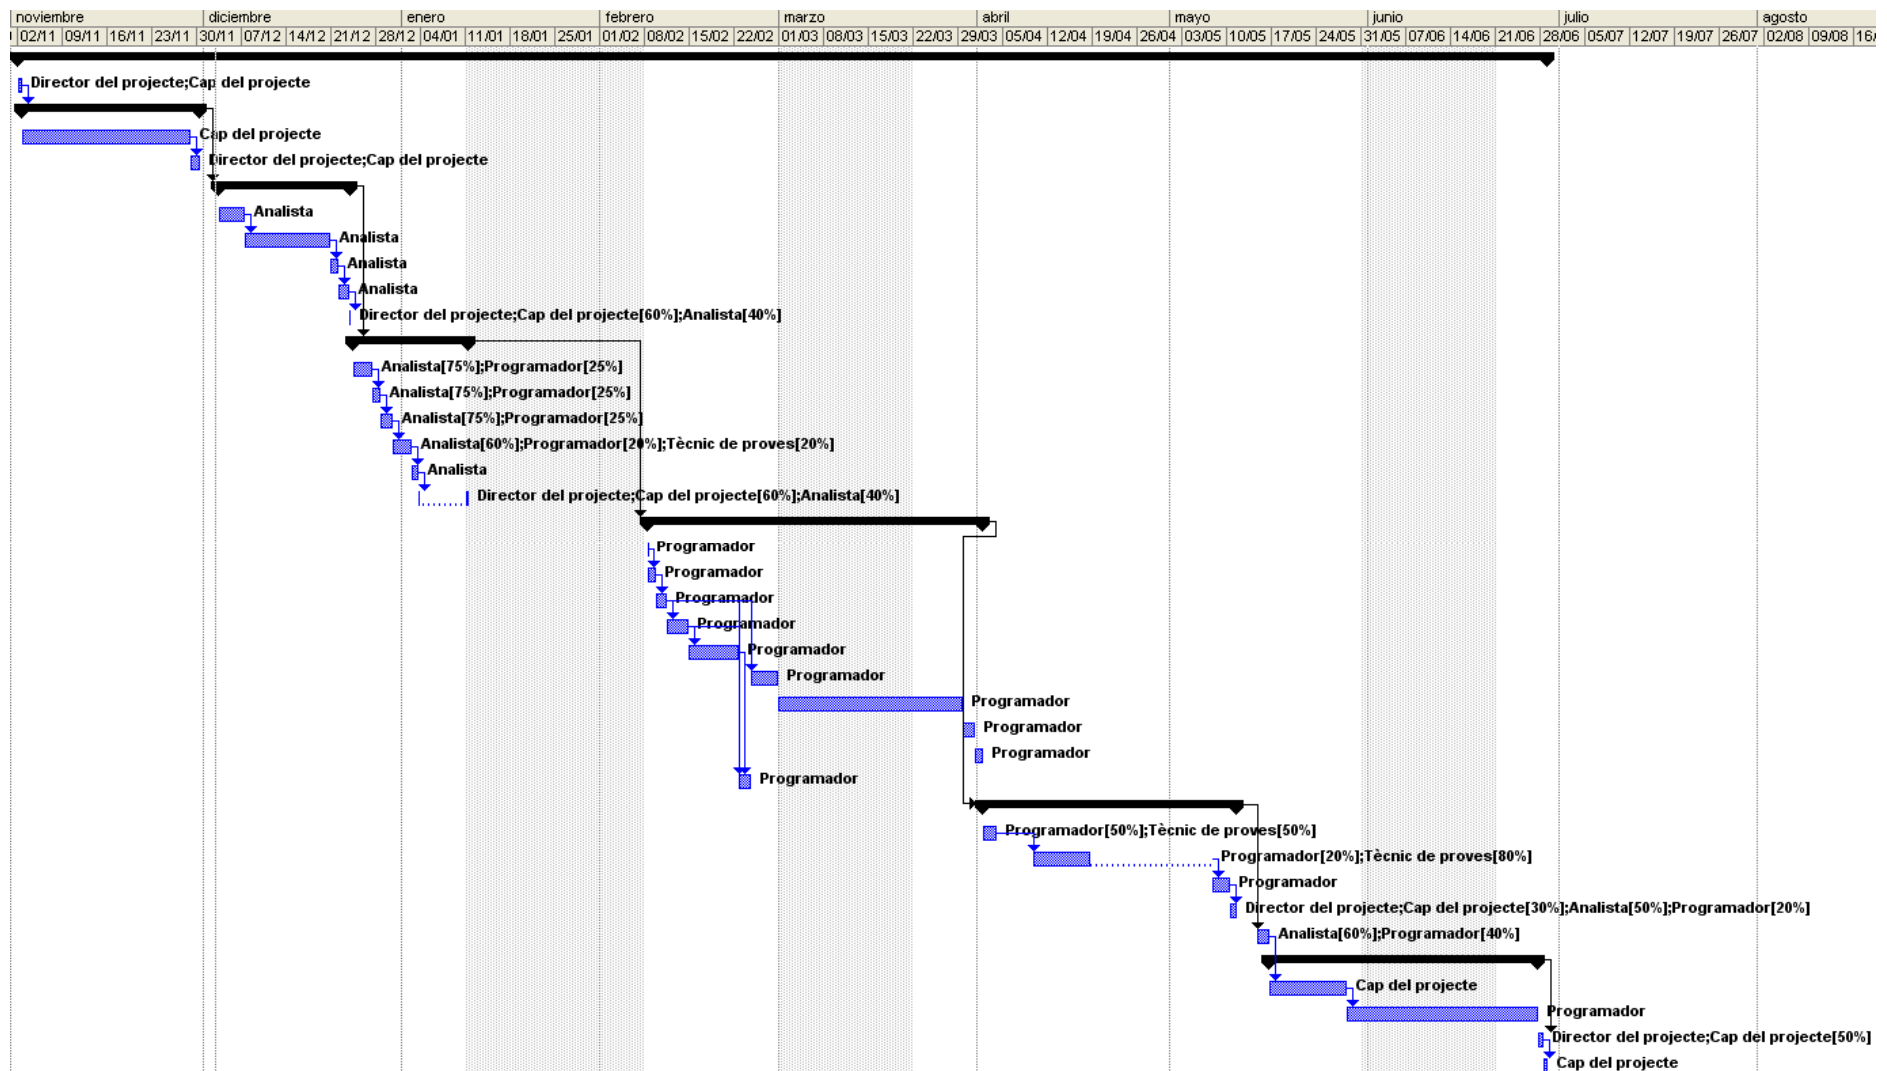 noviembre diciembre enero febrero marzo abril mayo junio julio agosto
02/11 09/11 16/11 23/11 30/11 07/12 14/12 21/12 28/12 04/01 11/01 18/01 25/01 01/02 08/02 15/02 22/02 01/03 08/03 15/03 22/03 29/03 05/04 12/04 19/04 26/04 03/05 10/05 17/05 24/05 31/05 07/06 14/06 21/06 28/06 05/07 12/07 19/07 26/07 02/08 09/08 16/
Director del projecte;Cap del projecte
Cap del projecte
Director del projecte;Cap del projecte
Analista
Analista
Analista
Analista
Director del projecte;Cap del projecte[60%];Analista[40%]
Analista[75%];Programador[25%]
Analista[75%];Programador[25%]
Analista[75%];Programador[25%]
Analista[60%];Programador[20%];Tècnic de proves[20%]
Analista
Director del projecte;Cap del projecte[60%];Analista[40%]
Programador
Programador
Programador
Programador
Programador
Programador
Programador
Programador
Programador
Programador
Programador[50%];Tècnic de proves[50%]
Programador[20%];Tècnic de proves[80%]
Programador
Director del projecte;Cap del projecte[30%];Analista[50%];Programador[20%]
Analista[60%];Programador[40%]
Cap del projecte
Programador
Director del projecte;Cap del projecte[50%]
Cap del projecte